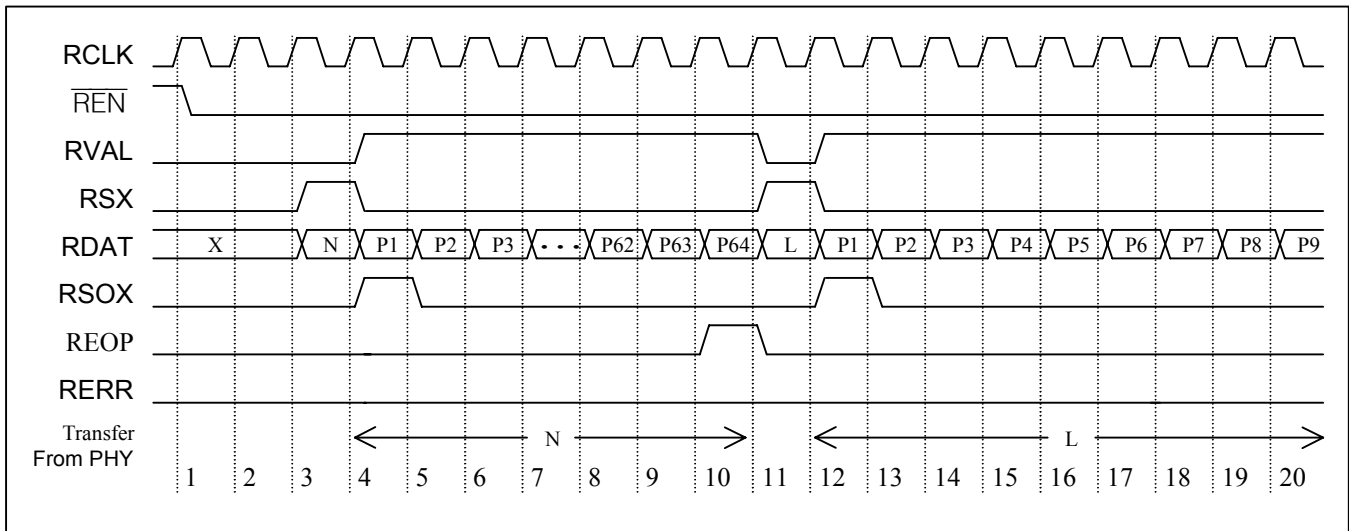 RCLK
REN
RVAL
RSX
RDAT X N P1 P2 P3 ··· P62 P63 P64 L P1 P2 P3 P4 P5 P6 P7 P8 P9
RSOX
REOP
RERR
Transfer
From PHY N L
1 2 3 4 5 6 7 8 9 10 11 12 13 14 15 16 17 18 19 20